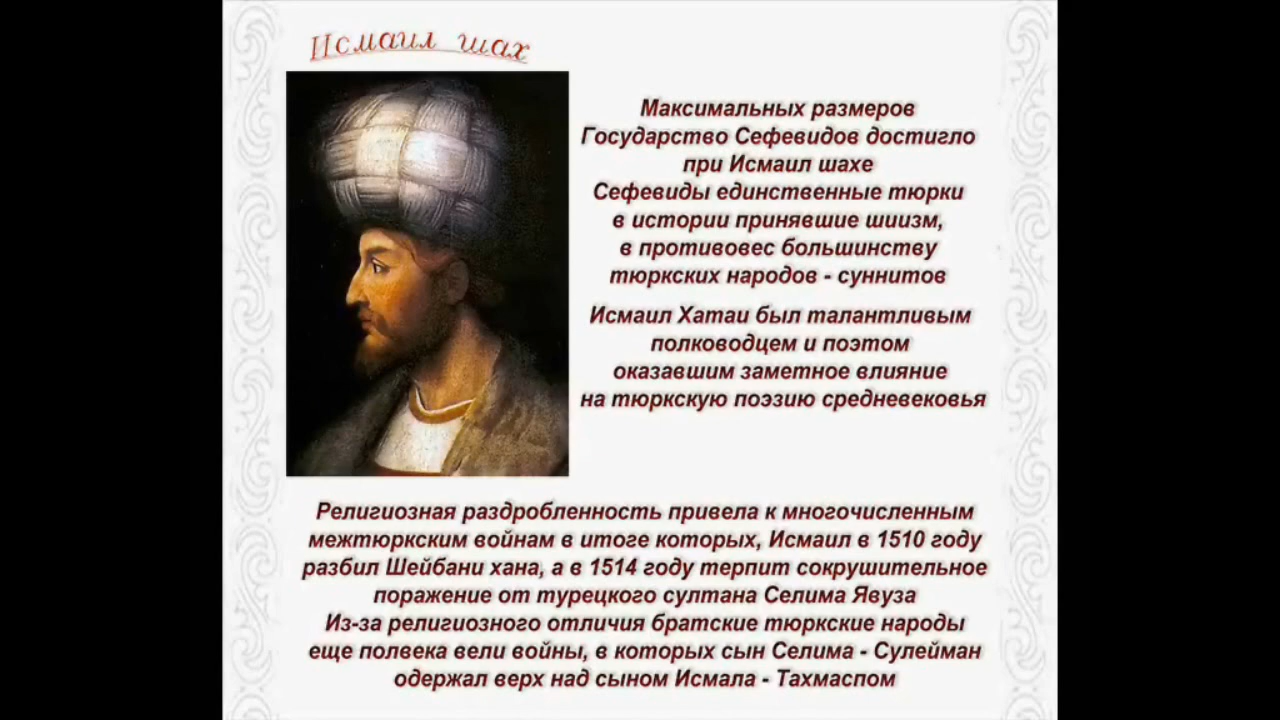 Исмаил шах
Максимальных размеров
Государство Сефевидов достигло
при Исмаил шахе
Сефевиды единственные тюрки
в истории принявшие шиизм,
в противовес большинству
тюркских народов - суннитов
Исмаил Хатаи был талантливым
полководцем и поэтом
оказавшим заметное влияние
на тюркскую поэзию средневековья
Религиозная раздробленность привела к многочисленным
межтюркским войнам в итоге которых, Исмаил в 1510 году
разбил Шейбани хана, а в 1514 году терпит сокрушительное
поражение от турецкого султана Селима Явуза
Из-за религиозного отличия братские тюркские народы
еще полвека вели войны, в которых сын Селима - Сулейман
одержал верх над сыном Исмала - Тахмаспом